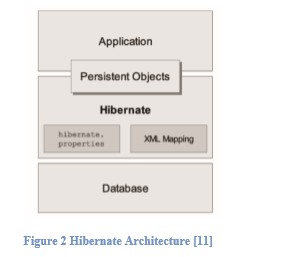 Application
Persistent Objects
Hibernate
hibernate.
properties
XML Mapping
Database
Figure 2 Hibernate Architecture [11]